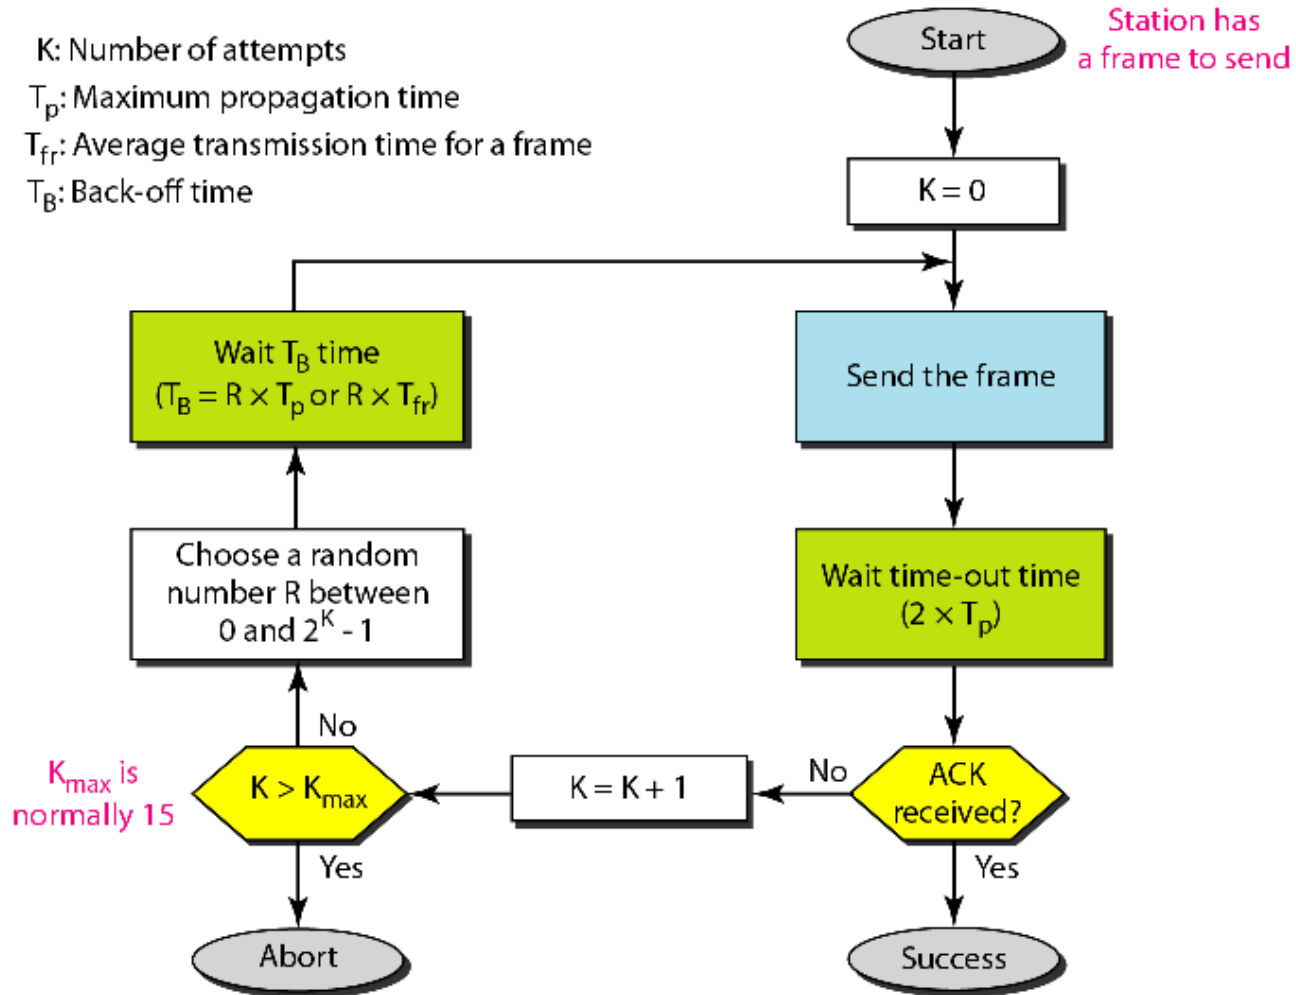 K: Number of attempts
Tp: Maximum propagation time
Tfr: Average transmission time for a frame
TB: Back-off time
Start
Station has
a frame to send
K = 0
Wait TB time
(TB = R × Tp or R × Tfr)
Send the frame
Choose a random
number R between
0 and 2^K - 1
Wait time-out time
(2 × Tp)
No
Kmax is
normally 15
K > Kmax
K = K + 1
No
ACK
received?
Yes
Yes
Abort
Success